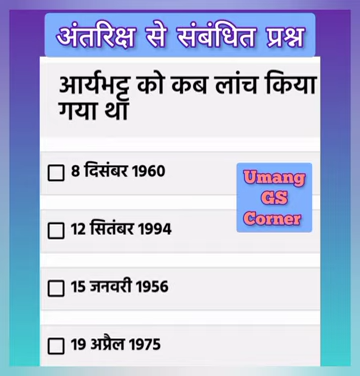 अंतरिक्ष से संबंधित प्रश्न
आर्यभट्ट को कब लांच किया
गया था
8 दिसंबर 1960
Umang
GS
Corner
12 सितंबर 1994
15 जनवरी 1956
19 अप्रैल 1975